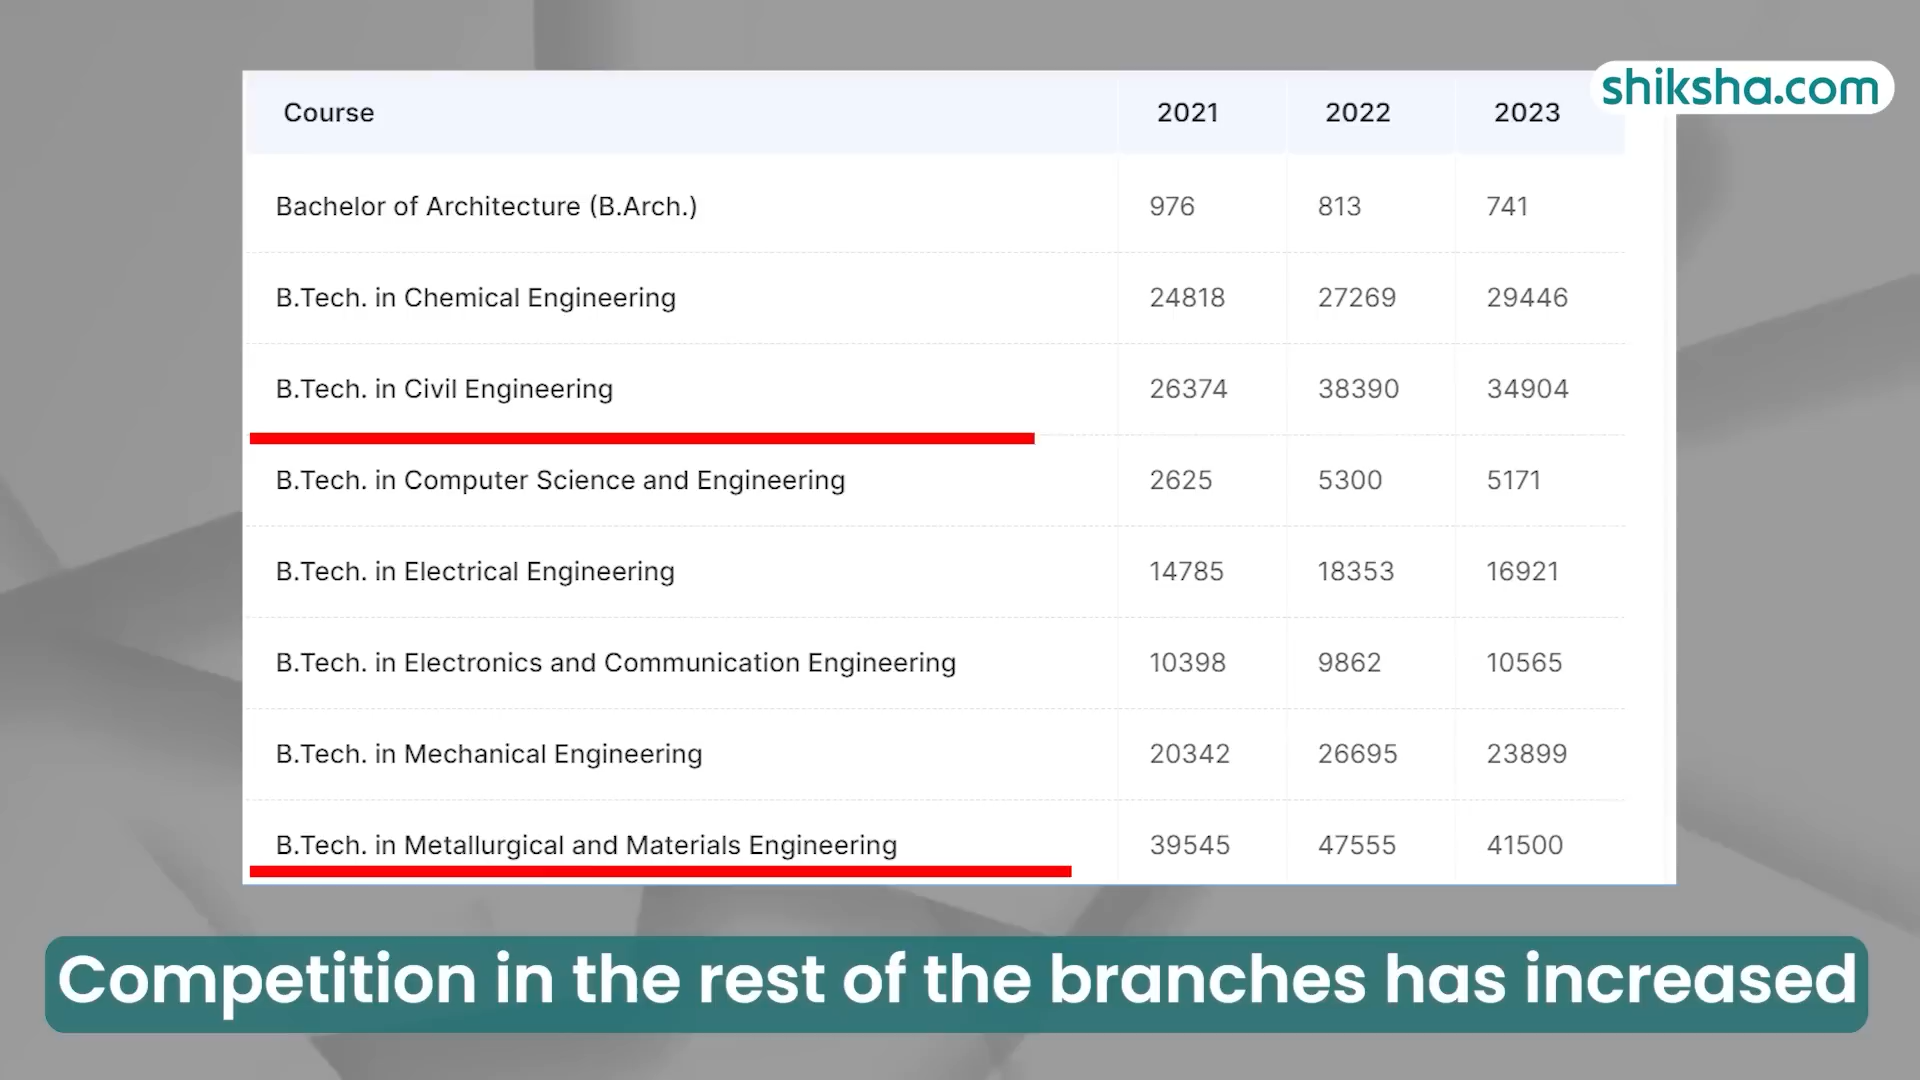 shiksha.com
Course 2021 2022 2023
Bachelor of Architecture (B.Arch.) 976 813 741
B.Tech. in Chemical Engineering 24818 27269 29446
B.Tech. in Civil Engineering 26374 38390 34904
B.Tech. in Computer Science and Engineering 2625 5300 5171
B.Tech. in Electrical Engineering 14785 18353 16921
B.Tech. in Electronics and Communication Engineering 10398 9862 10565
B.Tech. in Mechanical Engineering 20342 26695 23899
B.Tech. in Metallurgical and Materials Engineering 39545 47555 41500
Competition in the rest of the branches has increased